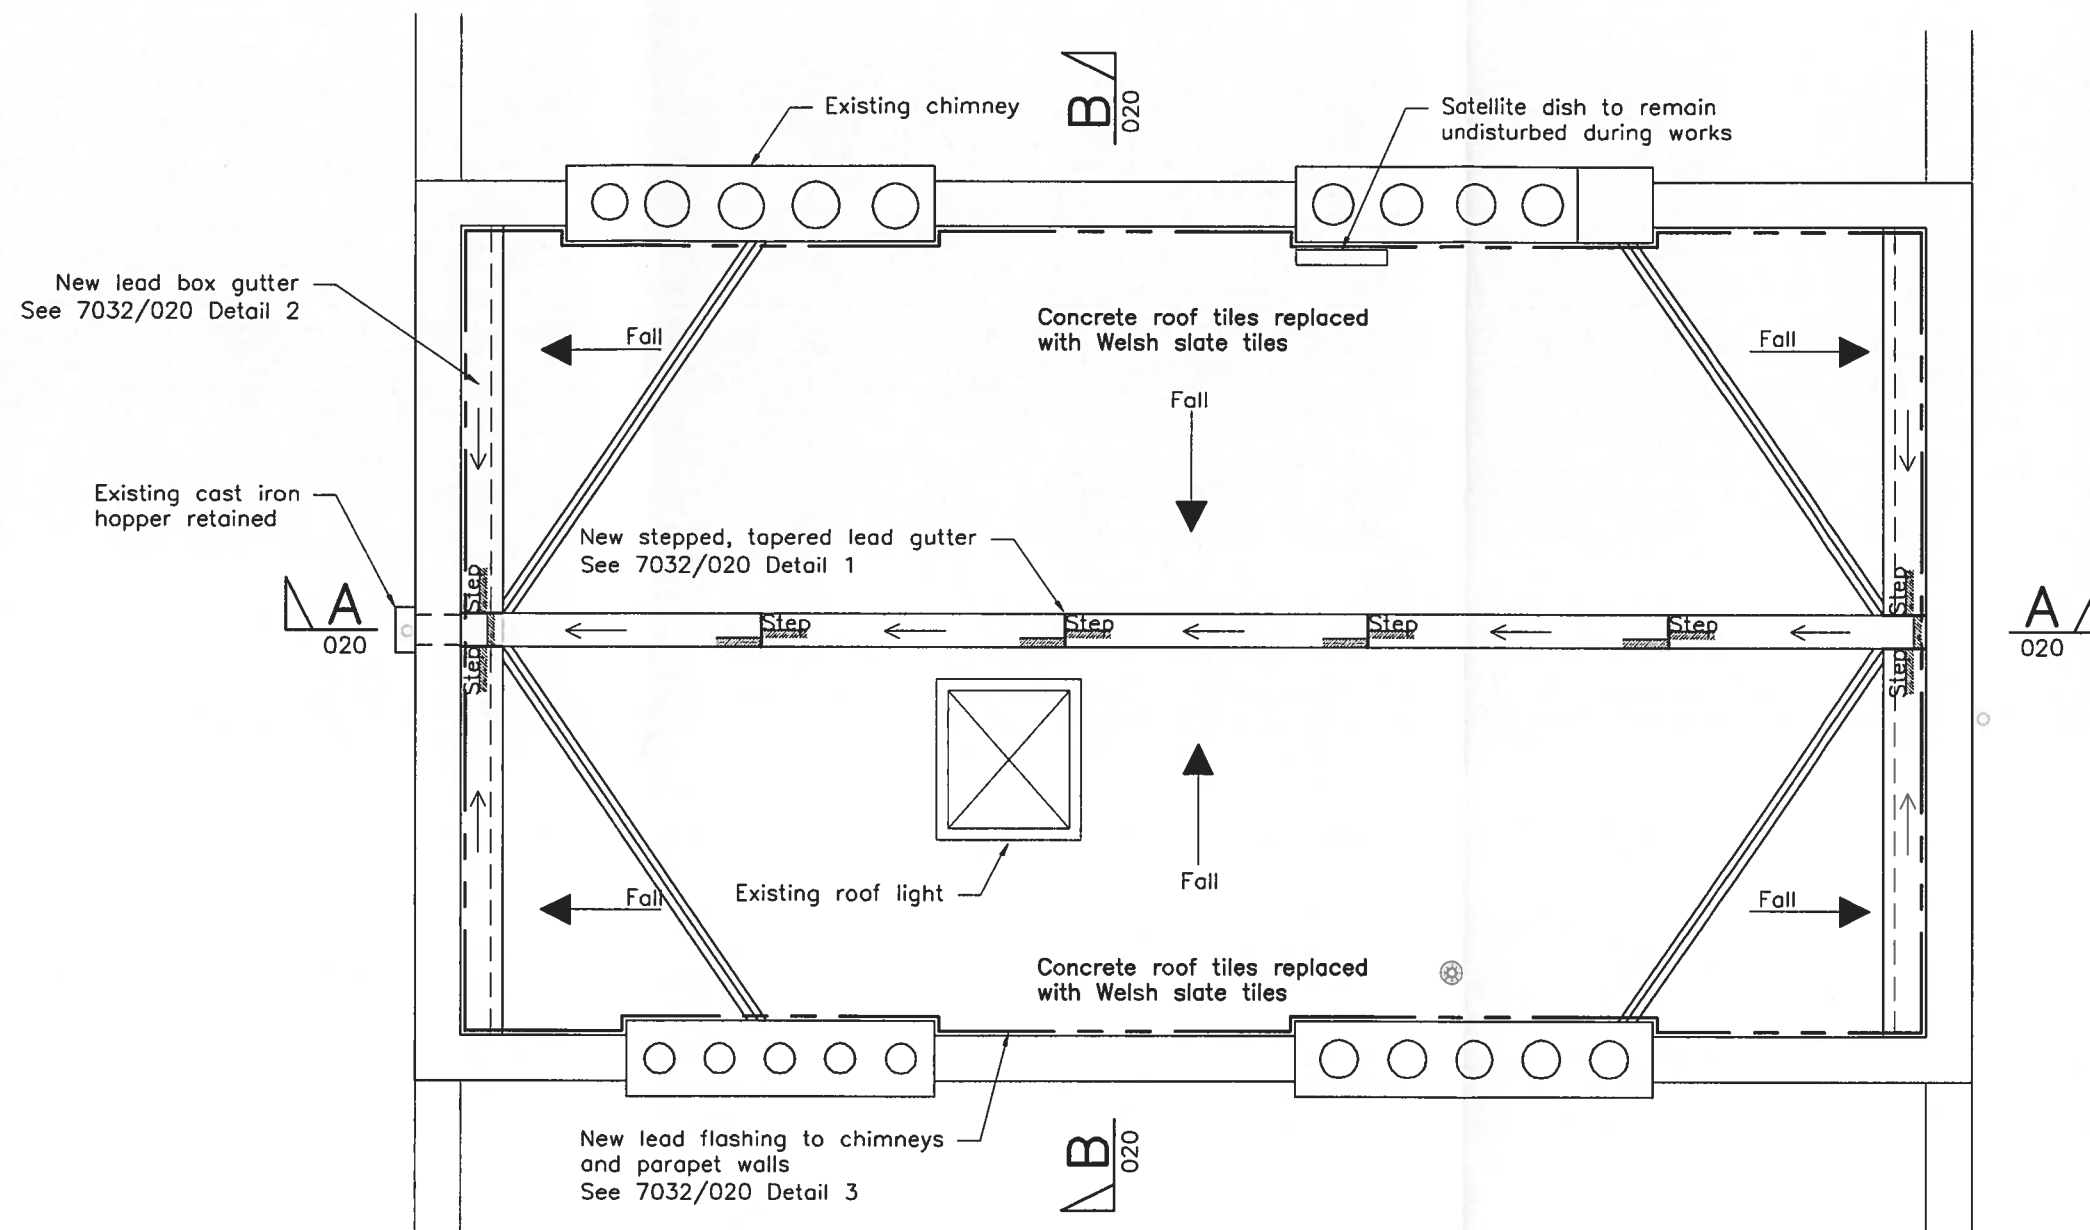 B
020
Existing chimney
Satellite dish to remain
undisturbed during works
New lead box gutter
See 7032/020 Detail 2
Concrete roof tiles replaced
with Welsh slate tiles
Fall
Fall
Fall
Existing cast iron
hopper retained
New stepped, tapered lead gutter
See 7032/020 Detail 1
Step
Step
A
020
Step
Step
Step
Step
A
020
Step
Step
Existing roof light
Fall
Fall
Fall
Concrete roof tiles replaced
with Welsh slate tiles
New lead flashing to chimneys
and parapet walls
See 7032/020 Detail 3
B
020